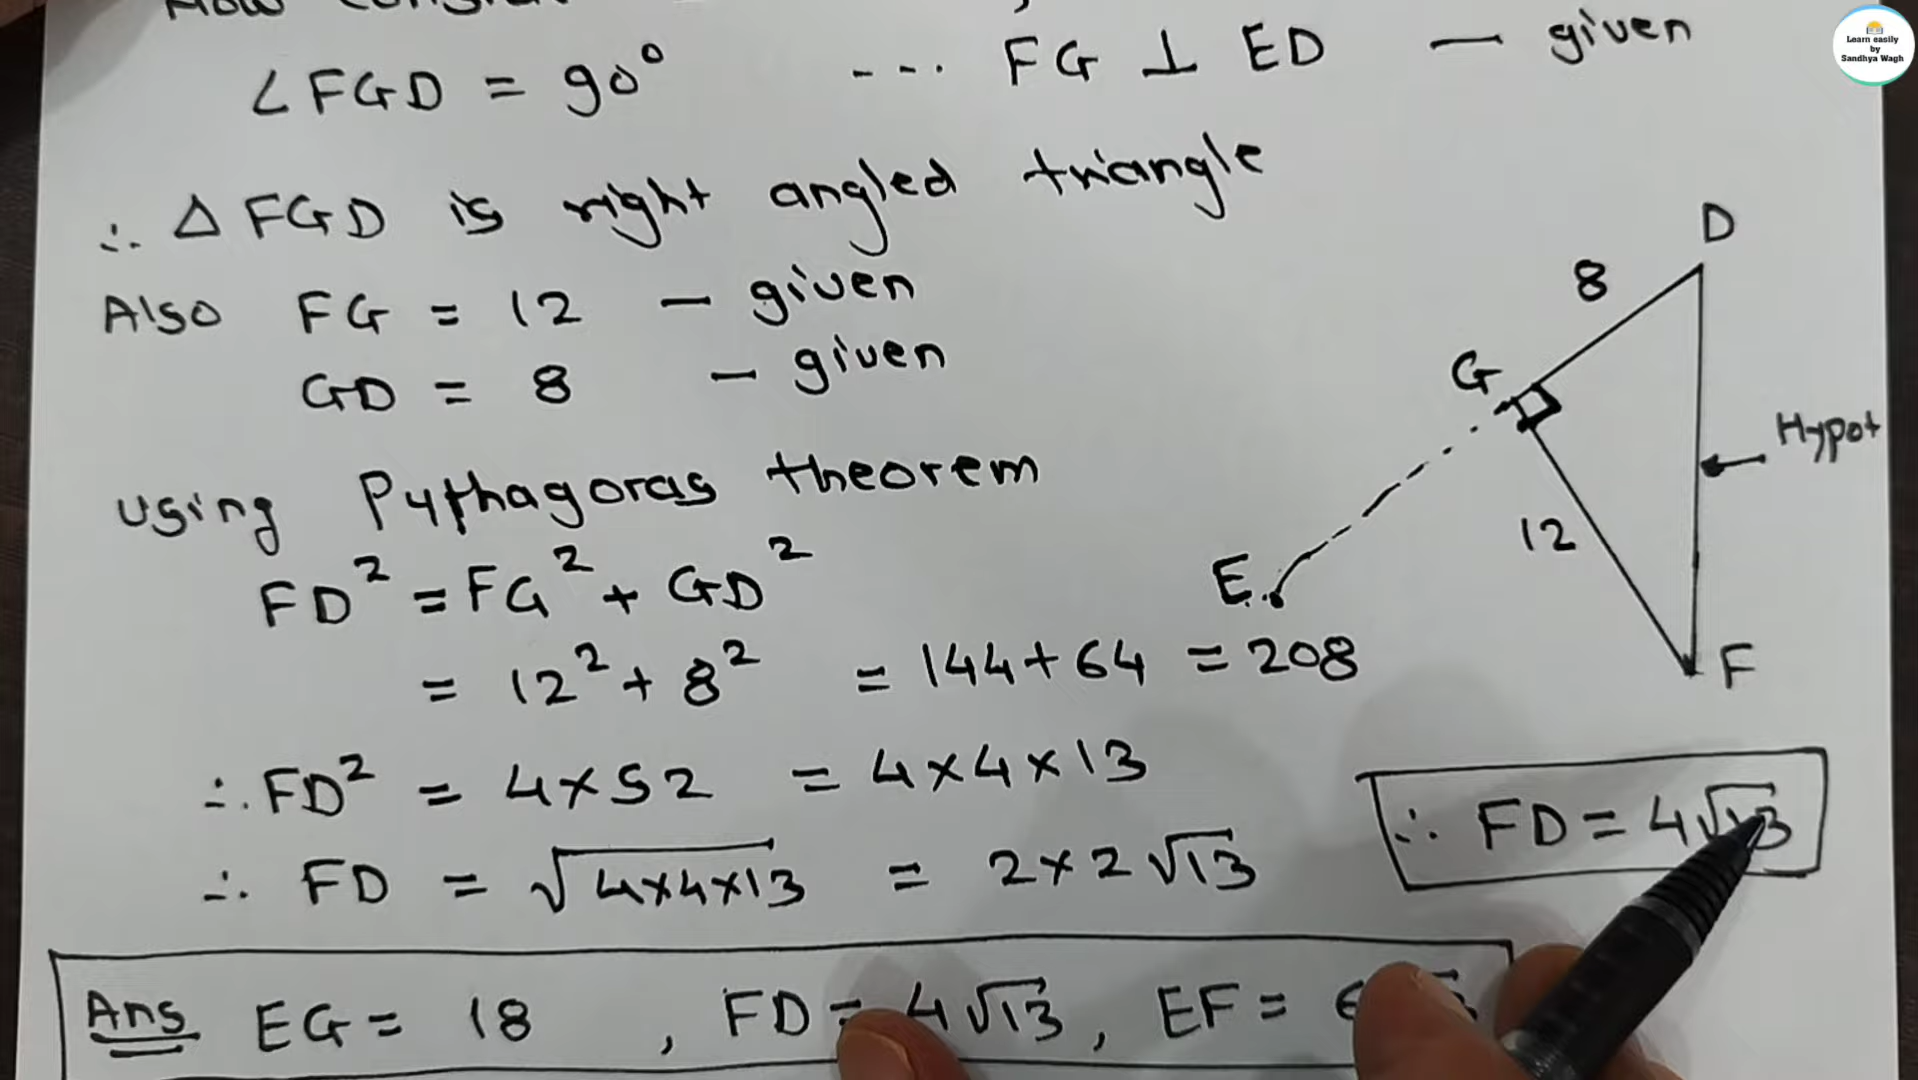 ∠FGD = 90° --- FG ⊥ ED — given
∴ Δ FGD is right angled triangle
Also FG = 12 — given
GD = 8 — given
Using Pythagoras theorem
FD² = FG² + GD²
= 12² + 8² = 144 + 64 = 208
∴ FD² = 4×52 = 4×4×13
∴ FD = √4×4×13 = 2×2√13
∴ FD = 4√13
Ans EG = 18 , FD = 4√13 , EF =
D
8
G
Hypot
12
E
F
Learn easily
by
Sandhya Wagh